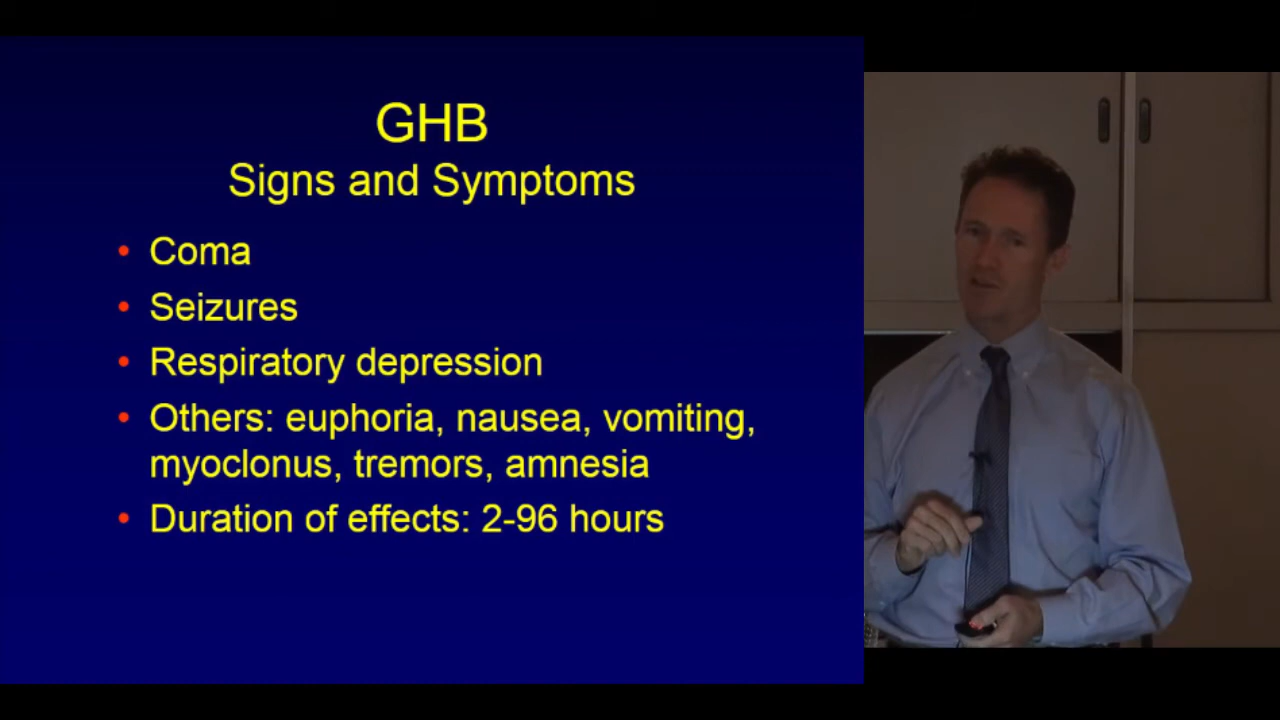 GHB
Signs and Symptoms
• Coma
• Seizures
• Respiratory depression
• Others: euphoria, nausea, vomiting,
myoclonus, tremors, amnesia
• Duration of effects: 2-96 hours